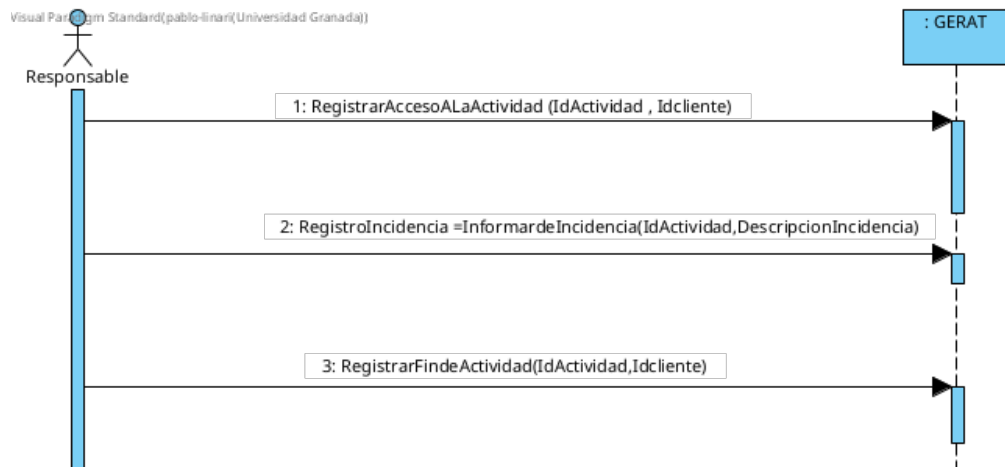 Visual Paradigm Standard(pablo-linari(Universidad Granada))
: GERAT
Responsable
1: RegistrarAccesoALaActividad (IdActividad , Idcliente)
2: RegistroIncidencia =InformardeIncidencia(IdActividad,DescripcionIncidencia)
3: RegistrarFindeActividad(IdActividad,Idcliente)